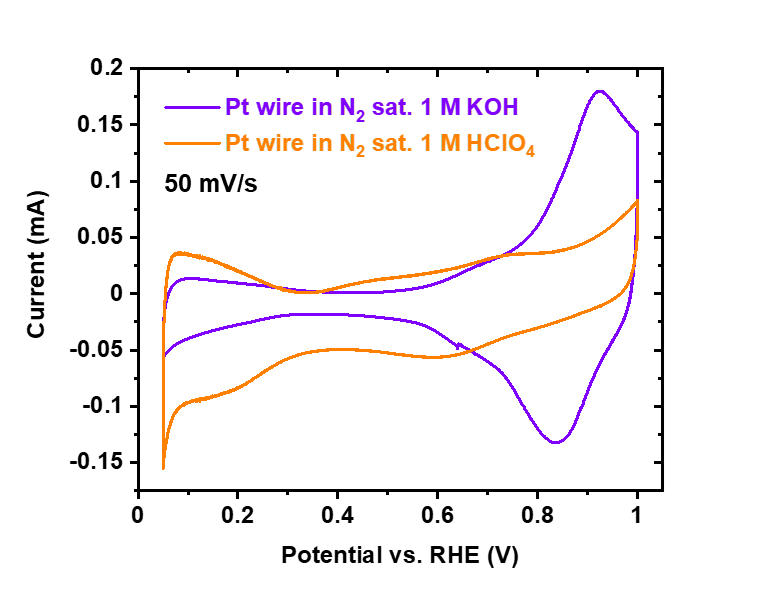 0.2
0.15
0.1
0.05
0
-0.05
-0.1
-0.15
Current (mA)
Pt wire in N2 sat. 1 M KOH
Pt wire in N2 sat. 1 M HClO4
50 mV/s
0 0.2 0.4 0.6 0.8 1
Potential vs. RHE (V)